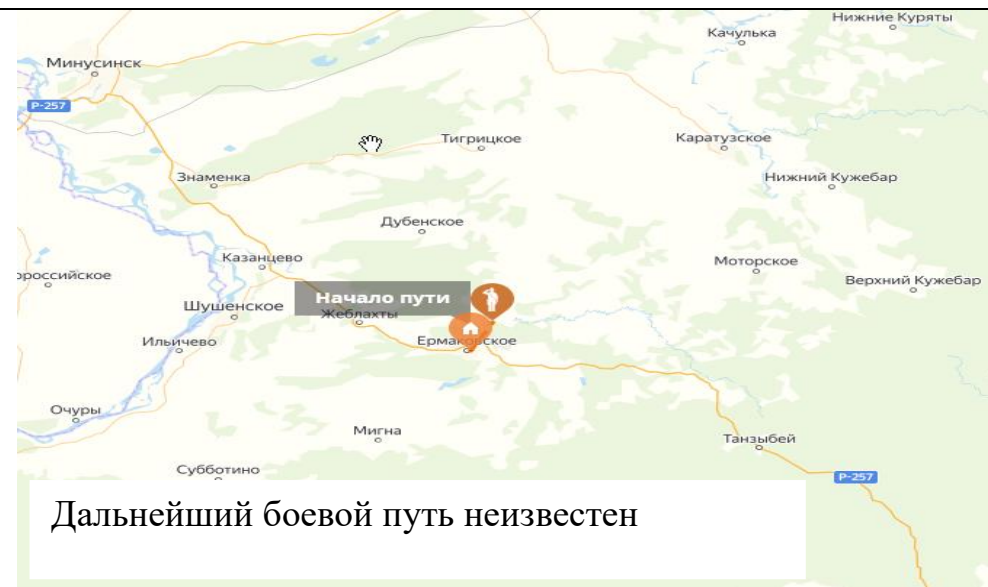 Нижние Куряты
Качулька
Минусинск
Р-257
Тигрицкое
Каратузское
Знаменка
Нижний Кужебар
Дубенское
Казанцево
Моторское
ороссийское
Верхний Кужебар
Начало пути
Шушенское
Жеблахты
Ильичево
Ермаковское
Очуры
Мигна
Танзыбей
Субботино
Р-257
Дальнейший боевой путь неизвестен